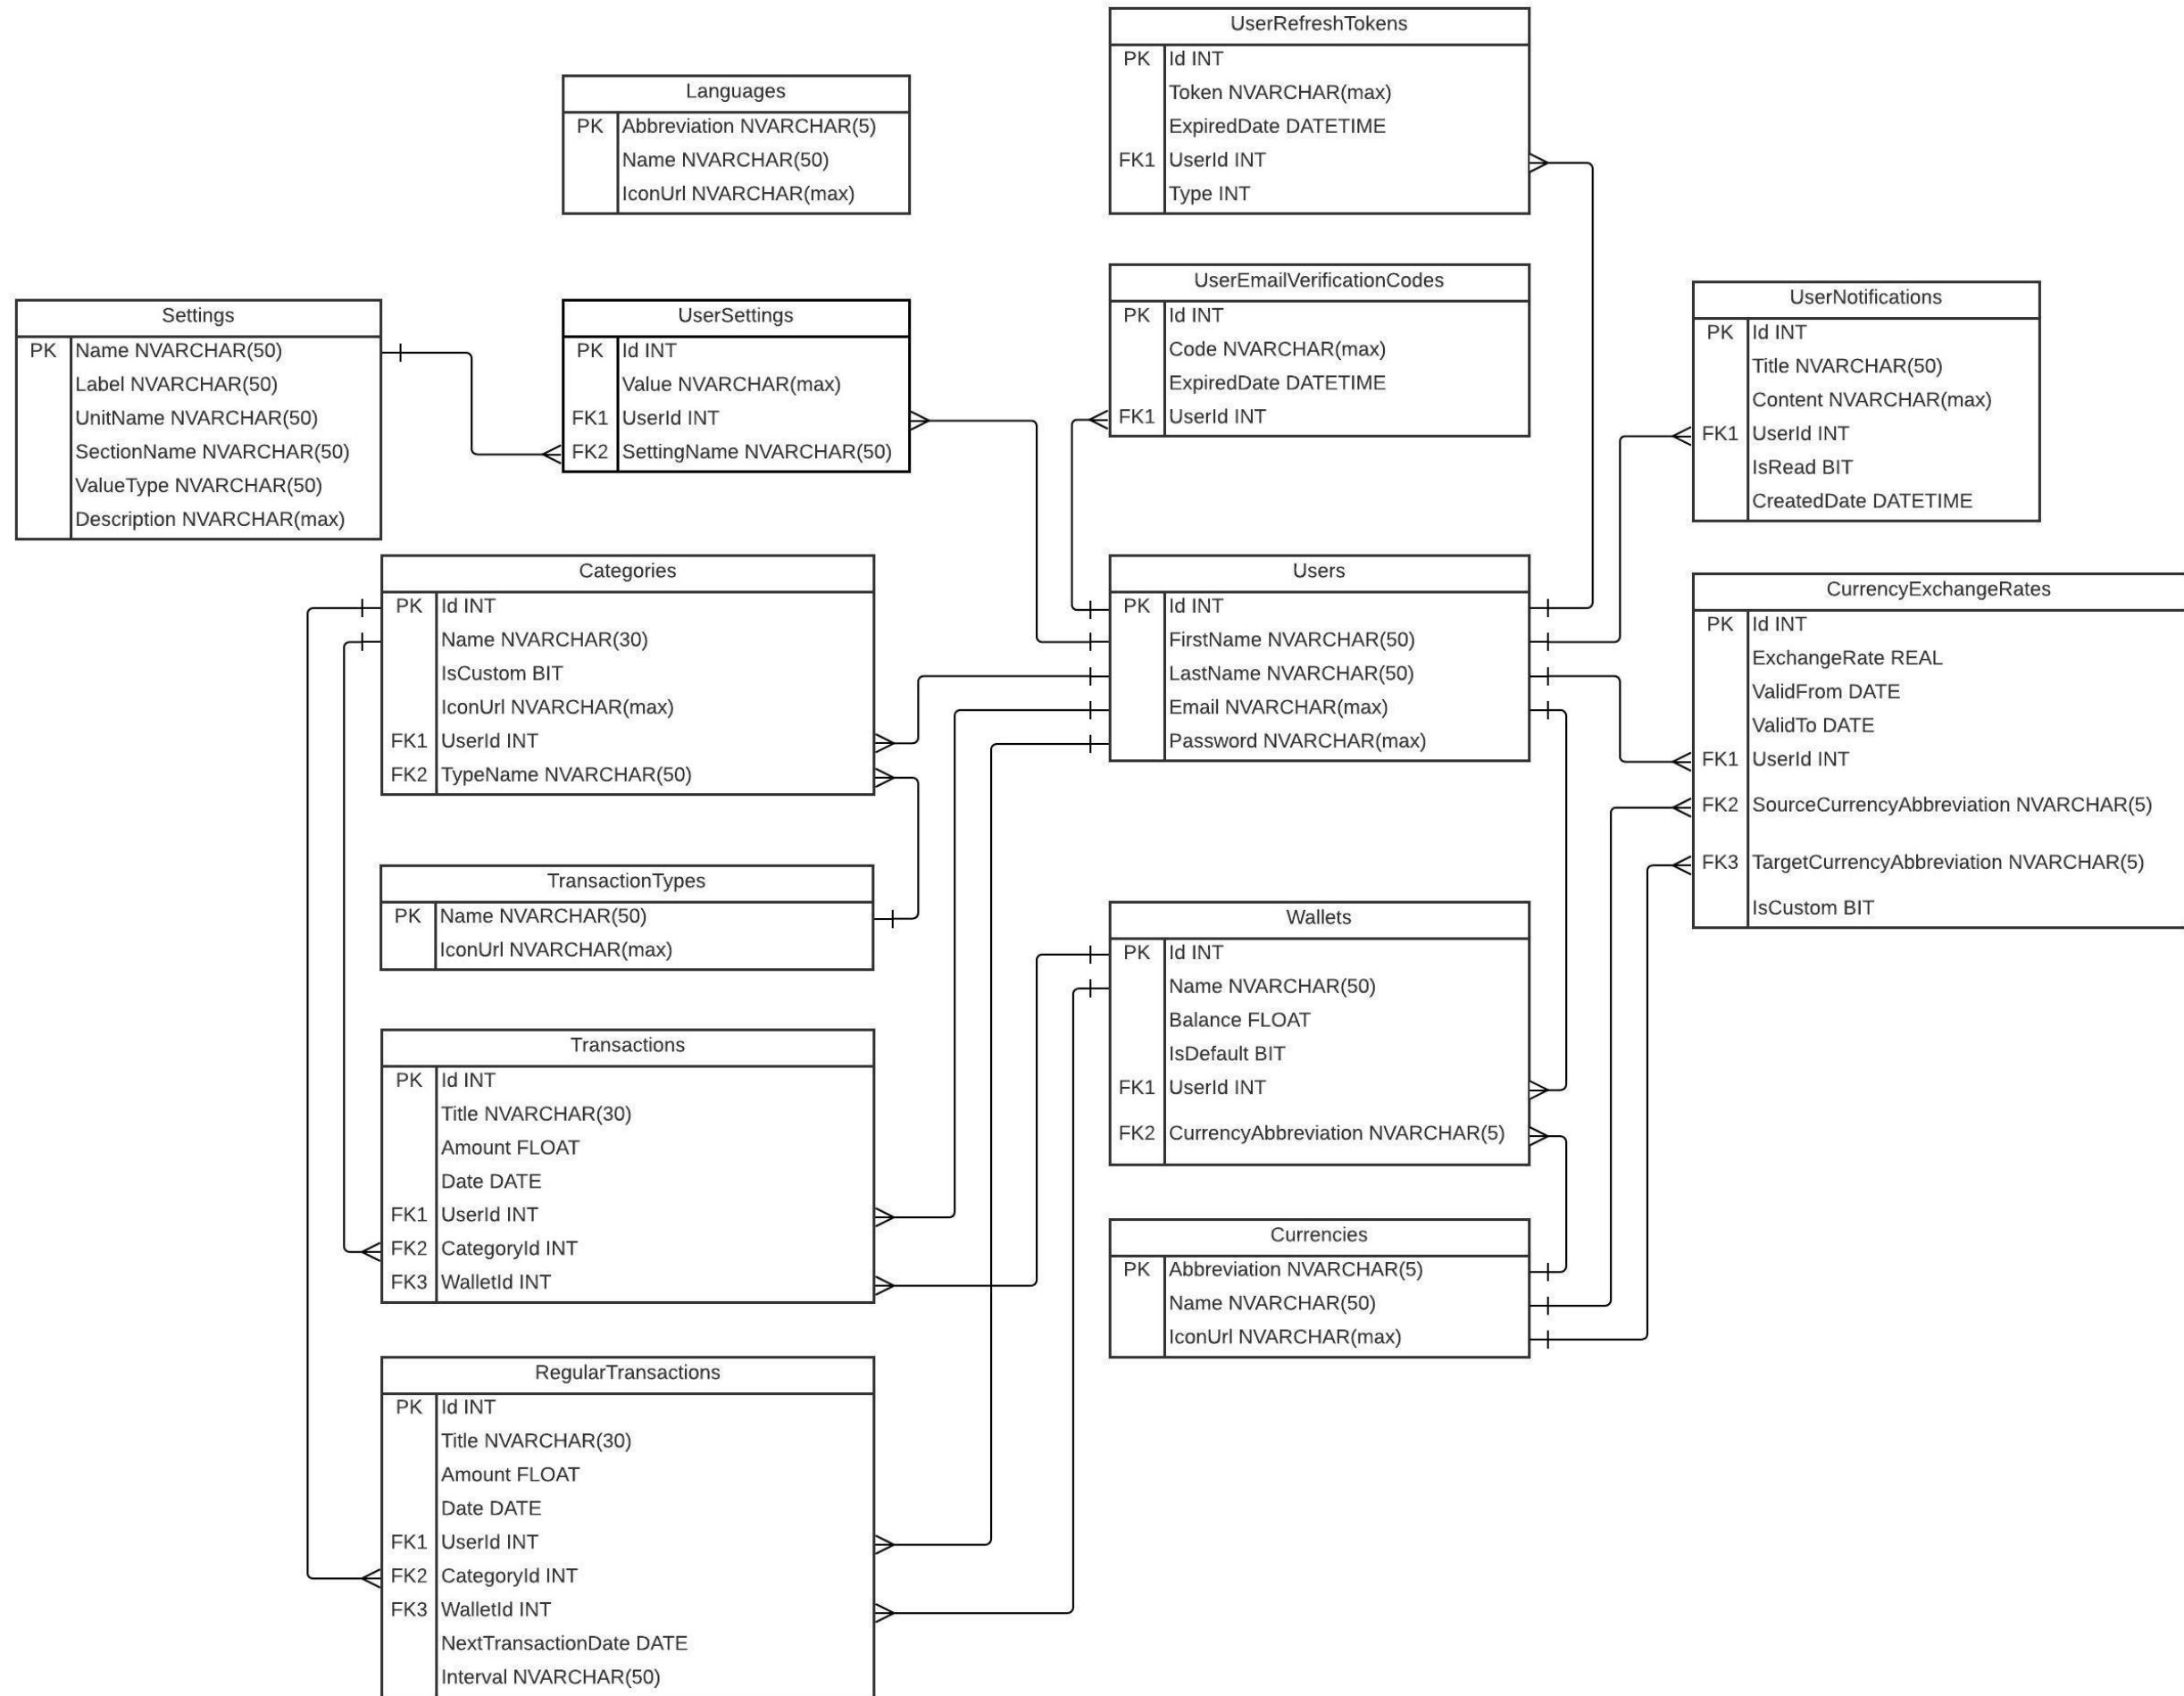 UserRefreshTokens
PK Id INT
Token NVARCHAR(max)
ExpiredDate DATETIME
FK1 UserId INT
Type INT
Languages
PK Abbreviation NVARCHAR(5)
Name NVARCHAR(50)
IconUrl NVARCHAR(max)
UserEmailVerificationCodes
PK Id INT
Code NVARCHAR(max)
ExpiredDate DATETIME
FK1 UserId INT
UserNotifications
PK Id INT
Title NVARCHAR(50)
Content NVARCHAR(max)
FK1 UserId INT
IsRead BIT
CreatedDate DATETIME
Settings
PK Name NVARCHAR(50)
Label NVARCHAR(50)
UnitName NVARCHAR(50)
SectionName NVARCHAR(50)
ValueType NVARCHAR(50)
Description NVARCHAR(max)
UserSettings
PK Id INT
Value NVARCHAR(max)
FK1 UserId INT
FK2 SettingName NVARCHAR(50)
Categories
PK Id INT
Name NVARCHAR(30)
IsCustom BIT
IconUrl NVARCHAR(max)
FK1 UserId INT
FK2 TypeName NVARCHAR(50)
Users
PK Id INT
FirstName NVARCHAR(50)
LastName NVARCHAR(50)
Email NVARCHAR(max)
Password NVARCHAR(max)
CurrencyExchangeRates
PK Id INT
ExchangeRate REAL
ValidFrom DATE
ValidTo DATE
FK1 UserId INT
FK2 SourceCurrencyAbbreviation NVARCHAR(5)
FK3 TargetCurrencyAbbreviation NVARCHAR(5)
IsCustom BIT
TransactionTypes
PK Name NVARCHAR(50)
IconUrl NVARCHAR(max)
Wallets
PK Id INT
Name NVARCHAR(50)
Balance FLOAT
IsDefault BIT
FK1 UserId INT
FK2 CurrencyAbbreviation NVARCHAR(5)
Transactions
PK Id INT
Title NVARCHAR(30)
Amount FLOAT
Date DATE
FK1 UserId INT
FK2 CategoryId INT
FK3 WalletId INT
Currencies
PK Abbreviation NVARCHAR(5)
Name NVARCHAR(50)
IconUrl NVARCHAR(max)
RegularTransactions
PK Id INT
Title NVARCHAR(30)
Amount FLOAT
Date DATE
FK1 UserId INT
FK2 CategoryId INT
FK3 WalletId INT
NextTransactionDate DATE
Interval NVARCHAR(50)